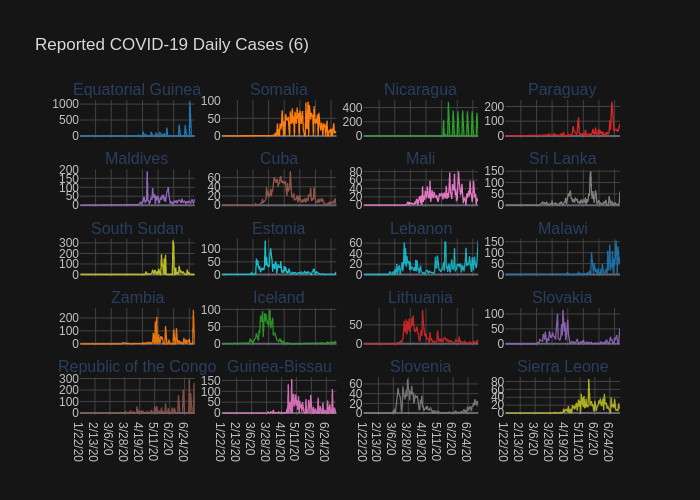 Reported COVID-19 Daily Cases (6)
Equatorial Guinea Somalia Nicaragua Paraguay
1000 500 0 100 50 0 400 200 0 200 100 0
Maldives Cuba Mali Sri Lanka
200 150 100 50 0 60 40 20 0 80 60 40 20 0 150 100 50 0
South Sudan Estonia Lebanon Malawi
300 200 100 0 100 50 0 60 40 20 0 150 100 50 0
Zambia Iceland Lithuania Slovakia
200 100 0 100 50 0 50 0 100 50 0
Republic of the Congo Guinea-Bissau Slovenia Sierra Leone
300 200 100 0 150 100 50 0 60 40 20 0 80 60 40 20 0
1/22/20 2/13/20 3/6/20 3/28/20 4/19/20 5/11/20 6/2/20 6/24/20 1/22/20 2/13/20 3/6/20 3/28/20 4/19/20 5/11/20 6/2/20 6/24/20 1/22/20 2/13/20 3/6/20 3/28/20 4/19/20 5/11/20 6/2/20 6/24/20 1/22/20 2/13/20 3/6/20 3/28/20 4/19/20 5/11/20 6/2/20 6/24/20